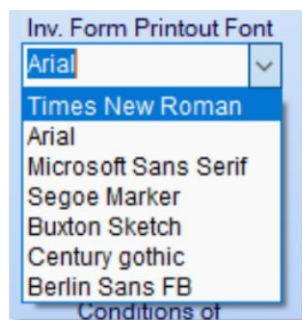 Inv. Form Printout Font
Arial
Times New Roman
Arial
Microsoft Sans Serif
Segoe Marker
Buxton Sketch
Century gothic
Berlin Sans FB
Conditions of